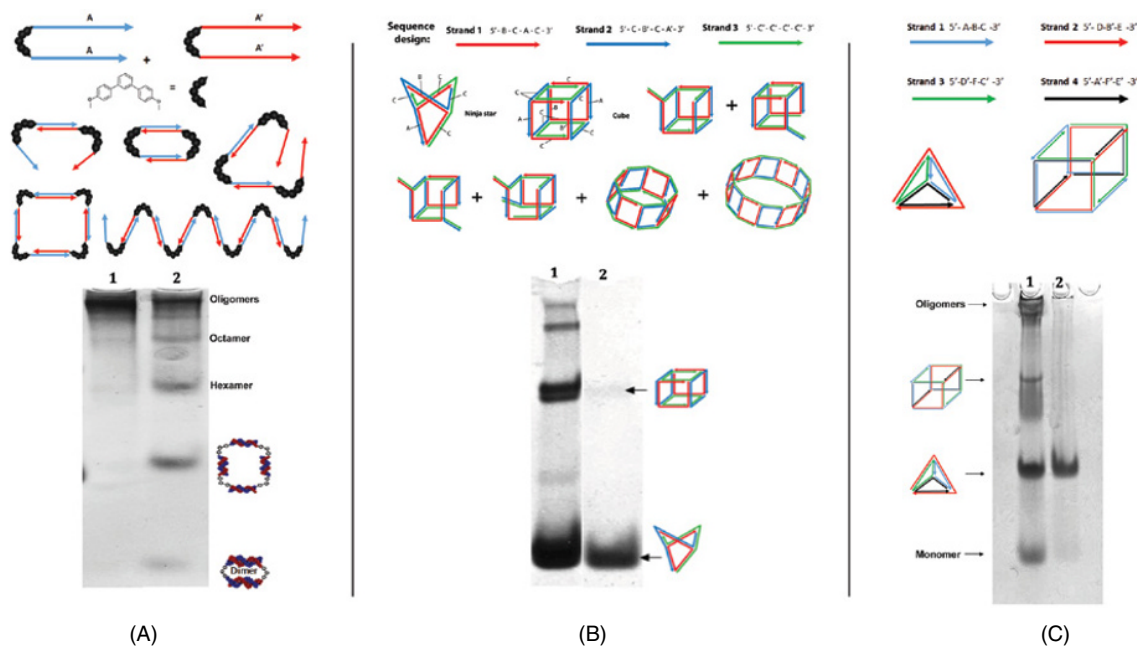 A
A
+
A'
A'
=
1 2
Oligomers
Octamer
Hexamer
Dimer
(A)
Sequence design:
Strand 1 5'- B - C - A - C - 3'
Strand 2 5'- C - B'- C - A'- 3'
Strand 3 5'- C'- C'- C'- C'- 3'
B
C
C
C
C
A
Ninja star
C
B
A
B
A
C
C
Cube
+
+
+
+
1 2
(B)
Strand 1 5'- A-B-C -3'
Strand 2 5'- D-B'-E -3'
Strand 3 5'-D'-F-C' -3'
Strand 4 5'-A'-F'-E' -3'
1 2
Oligomers
Monomer
(C)